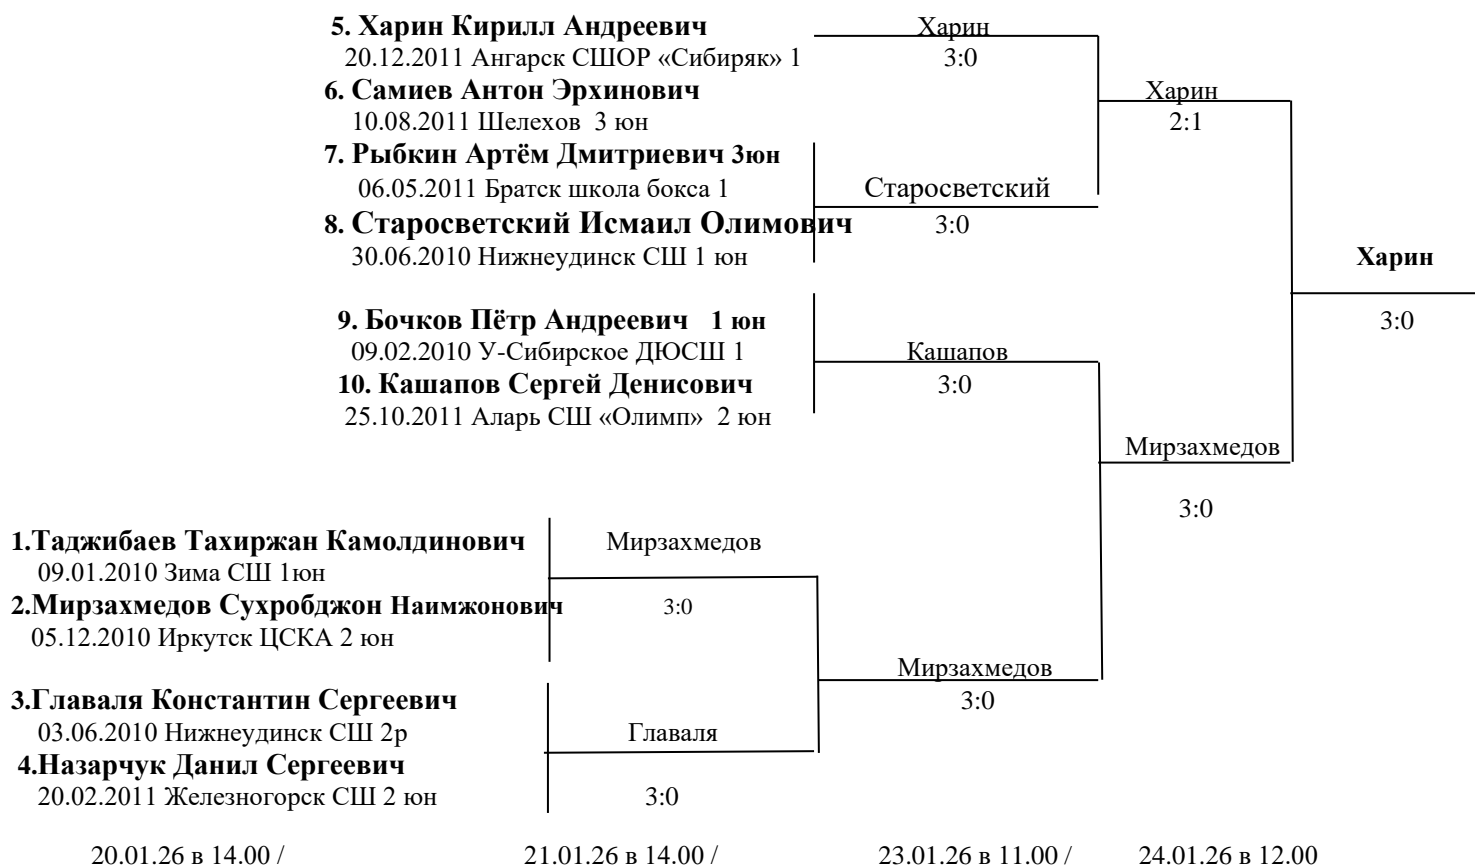 5. Харин Кирилл Андреевич
Харин
20.12.2011 Ангарск СШОР «Сибиряк» 1
3:0
6. Самиев Антон Эрхинович
Харин
10.08.2011 Шелехов 3 юн
2:1
7. Рыбкин Артём Дмитриевич 3юн
06.05.2011 Братск школа бокса 1
Старосветский
8. Старосветский Исмаил Олимович
3:0
30.06.2010 Нижнеудинск СШ 1 юн
Харин
9. Бочков Пётр Андреевич 1 юн
3:0
09.02.2010 У-Сибирское ДЮСШ 1
Кашапов
10. Кашапов Сергей Денисович
3:0
25.10.2011 Аларь СШ «Олимп» 2 юн
Мирзахмедов
3:0
1.Таджибаев Тахиржан Камолдинович
Мирзахмедов
09.01.2010 Зима СШ 1юн
2.Мирзахмедов Сухробджон Наимжонович
3:0
05.12.2010 Иркутск ЦСКА 2 юн
Мирзахмедов
3.Главаля Константин Сергеевич
3:0
03.06.2010 Нижнеудинск СШ 2р
Главаля
4.Назарчук Данил Сергеевич
20.02.2011 Железногорск СШ 2 юн
3:0
20.01.26 в 14.00 / 21.01.26 в 14.00 / 23.01.26 в 11.00 / 24.01.26 в 12.00